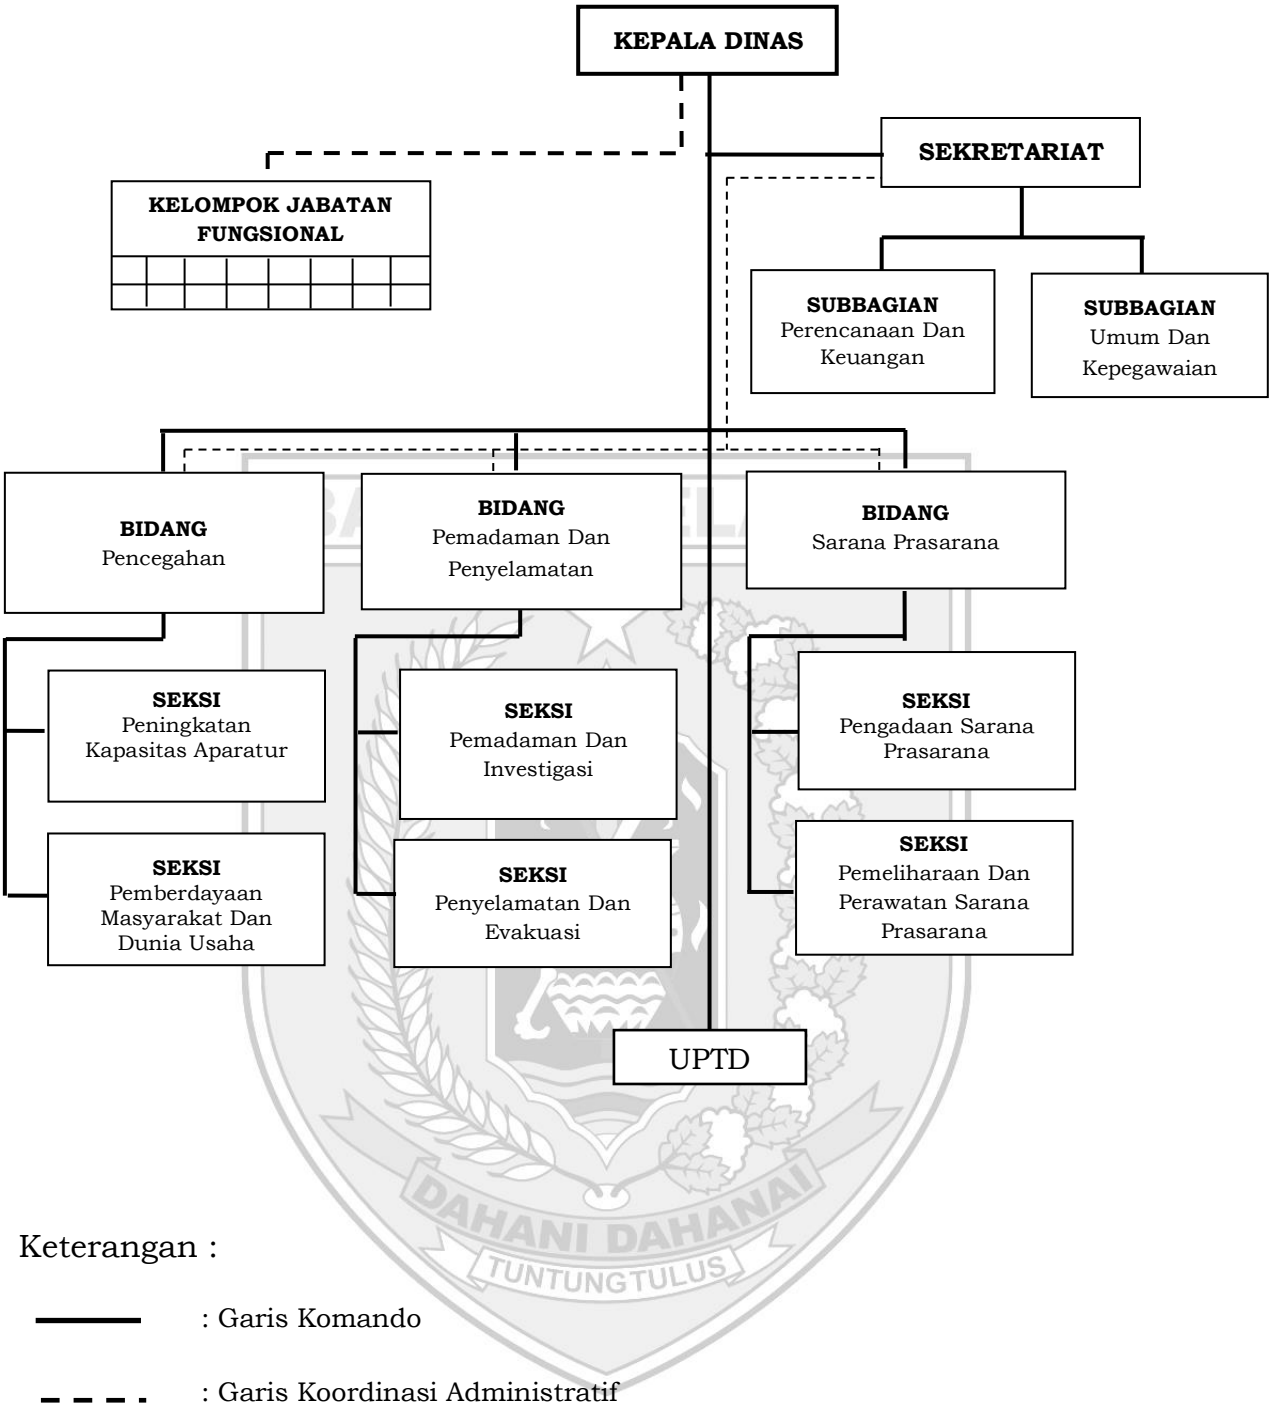 KEPALA DINAS
SEKRETARIAT
KELOMPOK JABATAN
FUNGSIONAL
SUBBAGIAN
Perencanaan Dan
Keuangan
SUBBAGIAN
Umum Dan
Kepegawaian
BIDANG
Pencegahan
BIDANG
Pemadaman Dan
Penyelamatan
BIDANG
Sarana Prasarana
SEKSI
Peningkatan
Kapasitas Aparatur
SEKSI
Pemadaman Dan
Investigasi
SEKSI
Pengadaan Sarana
Prasarana
SEKSI
Pemberdayaan
Masyarakat Dan
Dunia Usaha
SEKSI
Penyelamatan Dan
Evakuasi
SEKSI
Pemeliharaan Dan
Perawatan Sarana
Prasarana
UPTD
DAHANI DAHANAI
TUNTUNG TULUS
Keterangan :
: Garis Komando
: Garis Koordinasi Administratif